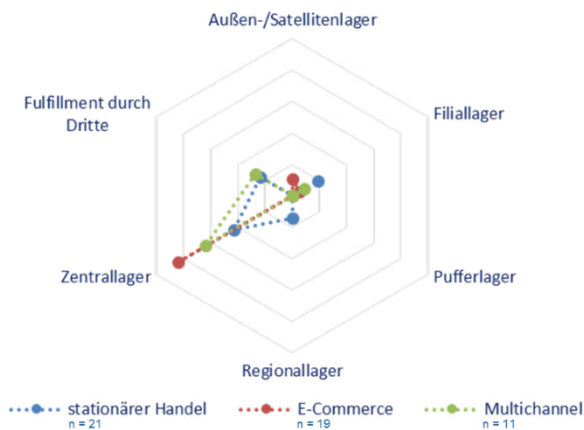 Außen-/Satellitenlager
Fulfillment durch
Dritte
Filiallager
Zentrallager
Pufferlager
Regionallager
stationärer Handel
n = 21
E-Commerce
n = 19
Multichannel
n = 11